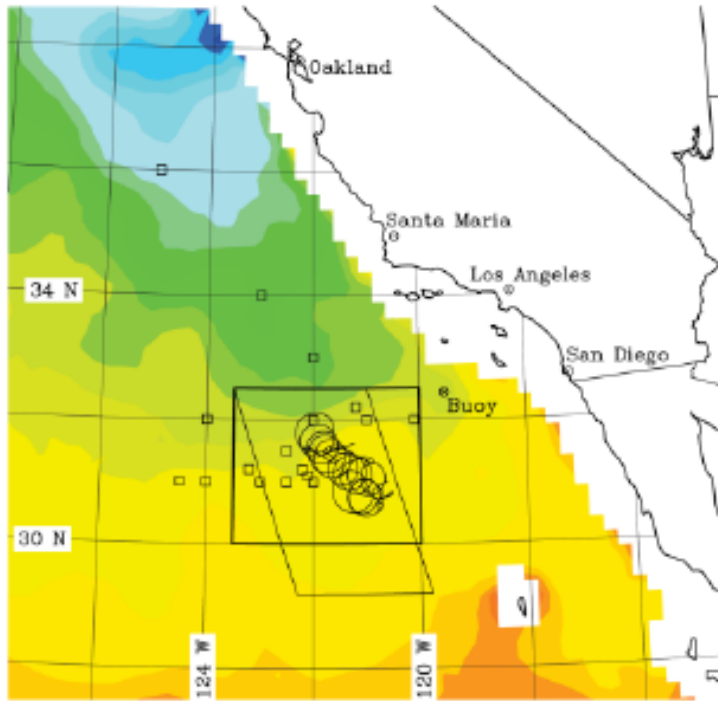 Oakland
Santa Maria
34 N
Los Angeles
San Diego
Buoy
30 N
124 W
120 W